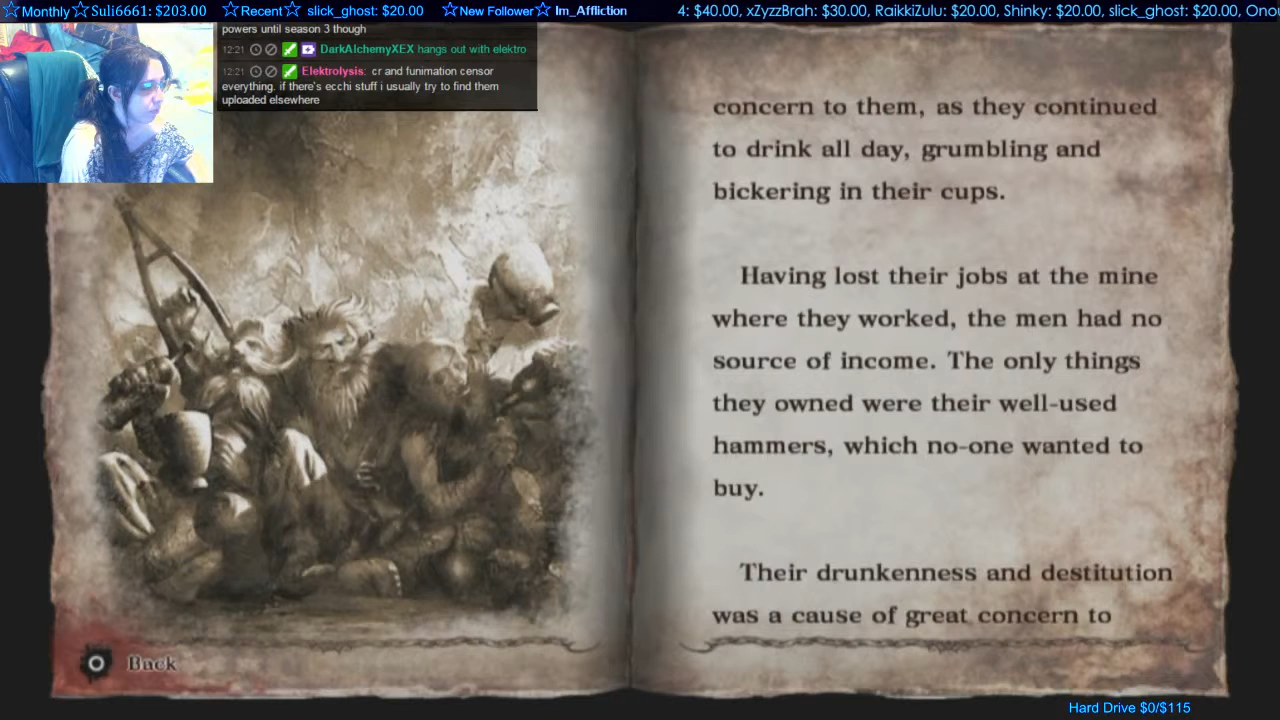 ☆Monthly☆ Suli6661: $203.00 ☆Recent☆ slick_ghost: $20.00 ☆New Follower☆ Im_Affliction 4: $40.00, xZyzzBrah: $30.00, RaikkiZulu: $20.00, Shinky: $20.00, slick_ghost: $20.00, Ono
powers until season 3 though
12:21 DarkAlchemyXEX hangs out with elektro
12:21 Elektrolysis: cr and funimation censor
everything. if there's ecchi stuff i usually try to find them
uploaded elsewhere
concern to them, as they continued
to drink all day, grumbling and
bickering in their cups.
Having lost their jobs at the mine
where they worked, the men had no
source of income. The only things
they owned were their well-used
hammers, which no-one wanted to
buy.
Their drunkenness and destitution
was a cause of great concern to
Back
Hard Drive $0/$115